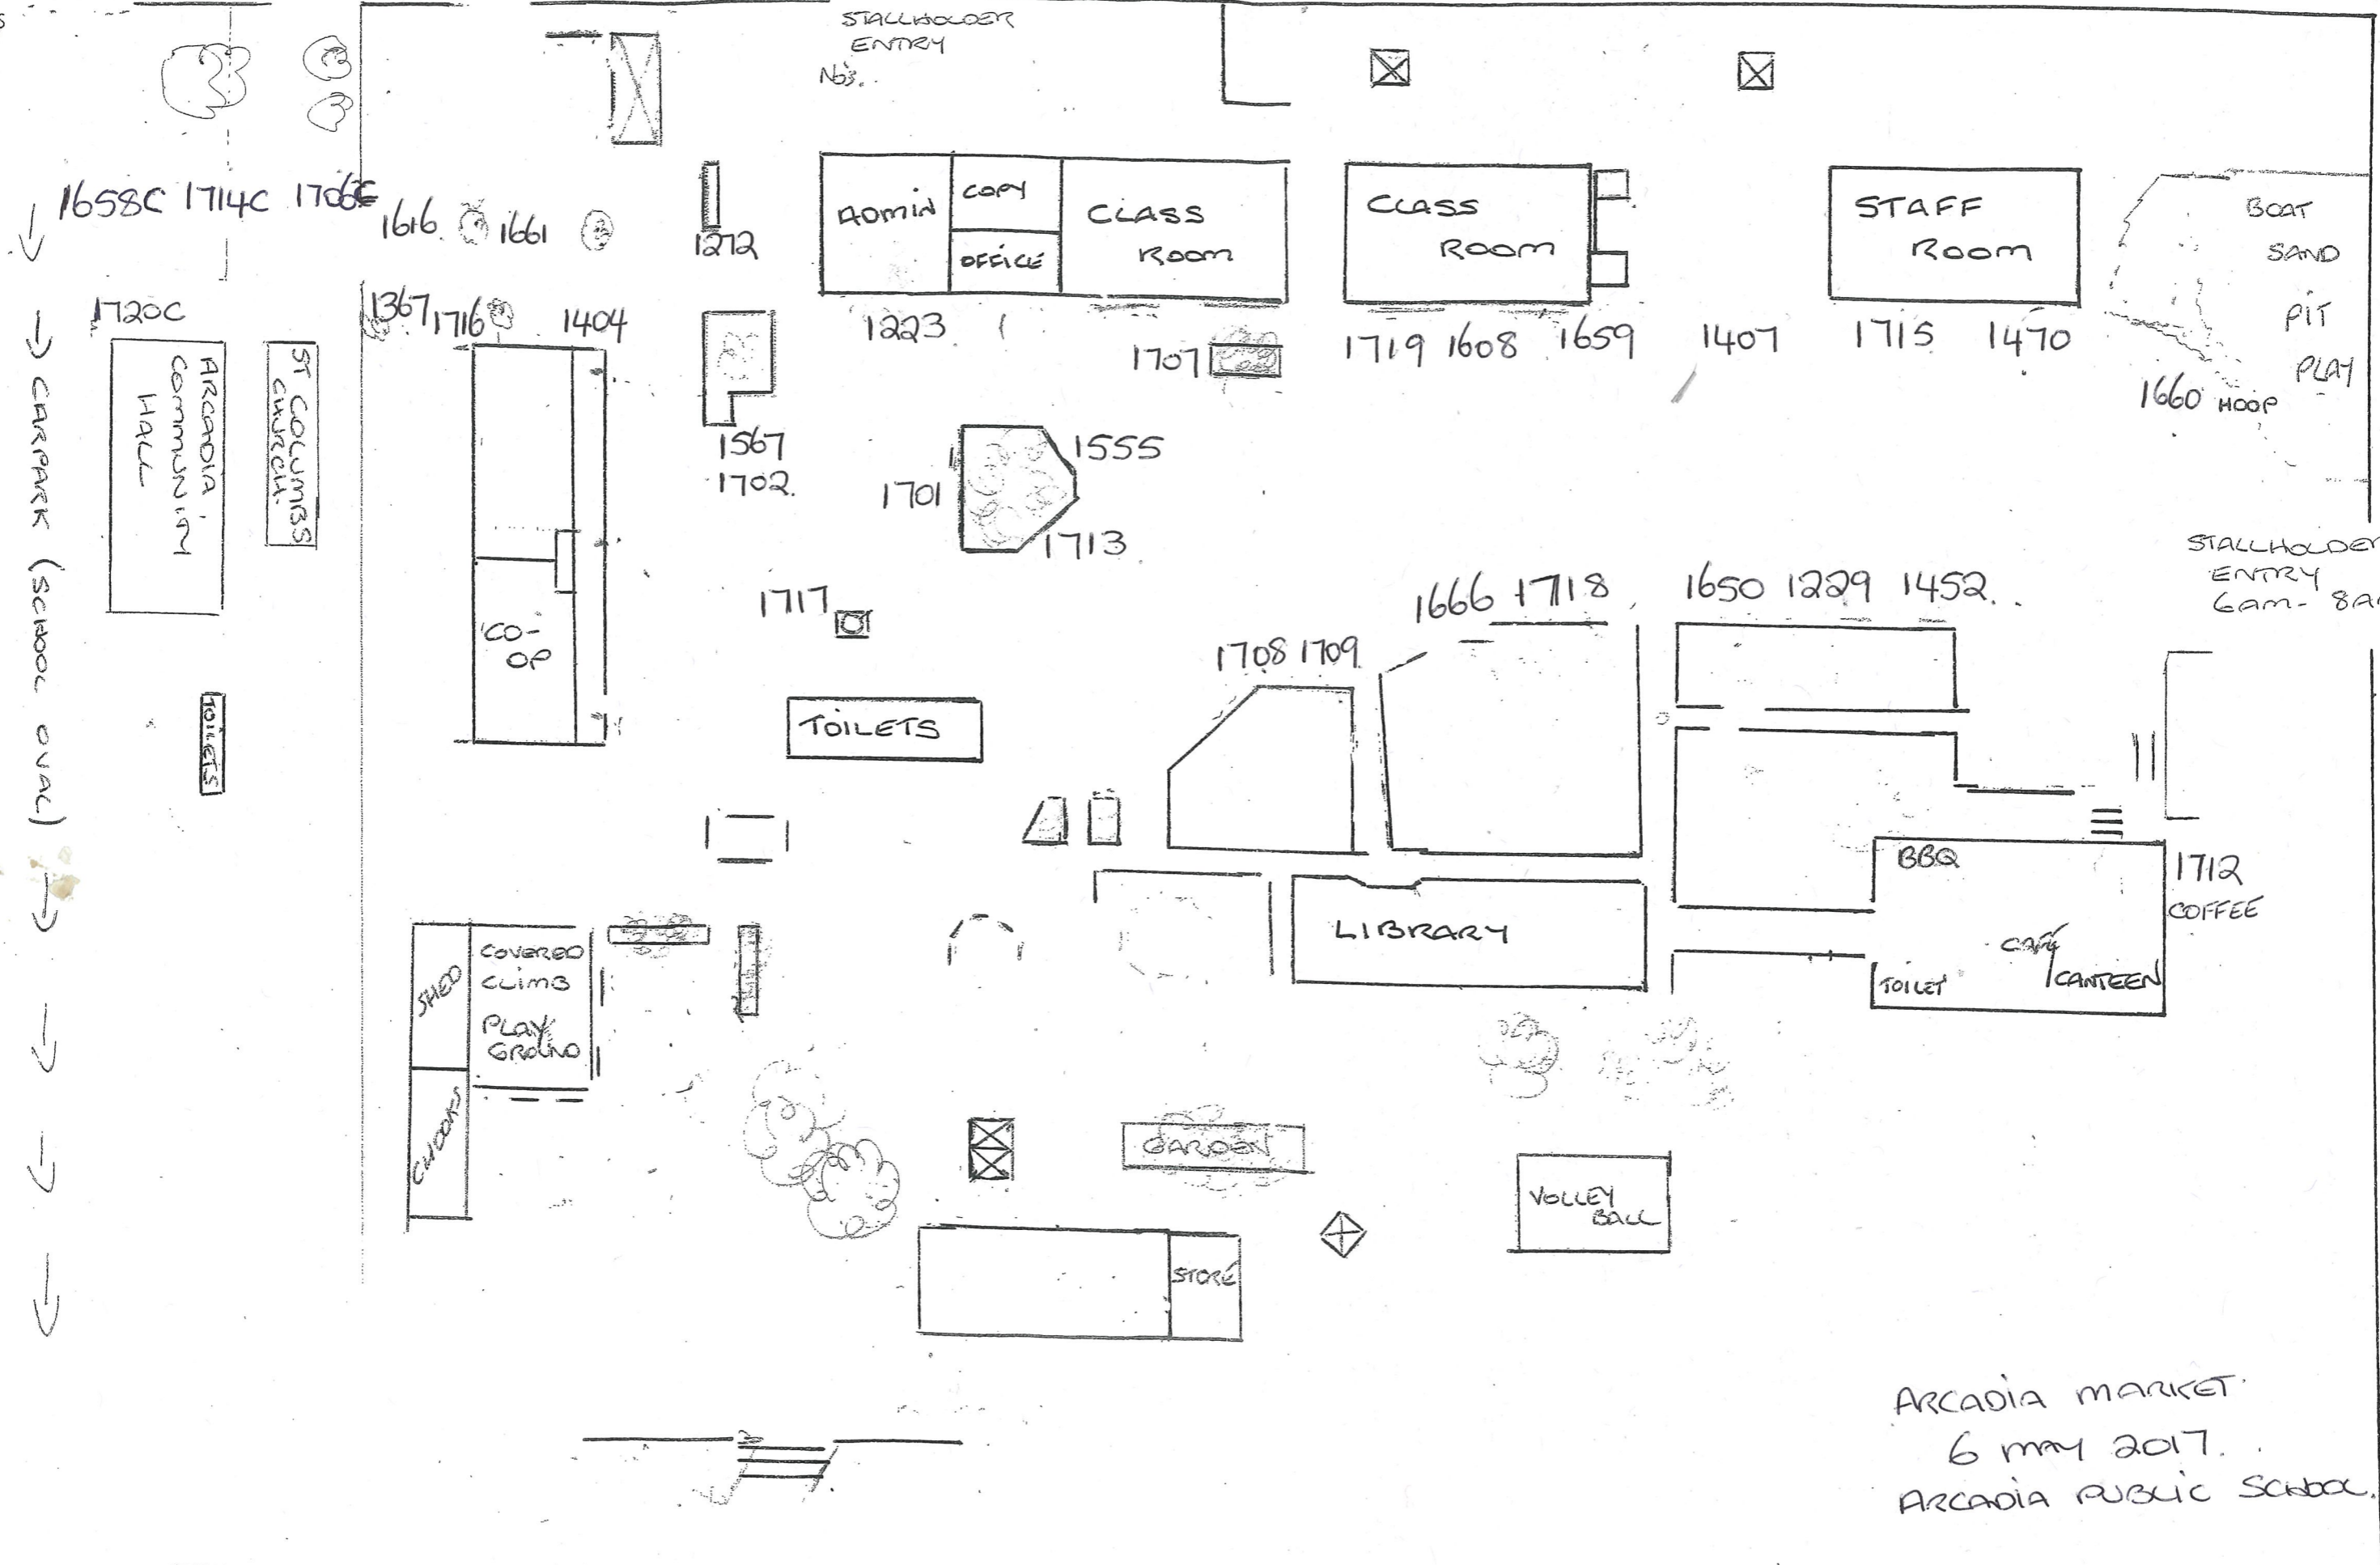 STALLHOLDER
ENTRY
No's.
1658C 1714C 1706C
1616 1661
1272
ADMIN
COPY
OFFICE
CLASS
ROOM
CLASS
ROOM
STAFF
ROOM
BOAT
SAND
PIT
PLAY
1720C
1367 1716 1404
1223
1707
1719 1608 1659
1407
1715 1470
1660 HOOP
ARCADIA
COMMUNITY
HALL
ST COLUMBS
CHURCH
CARPARK (SCHOOL OVAL)
1567
1702
1701
1555
1713
STALLHOLDER
ENTRY
6AM - 8A
1717
CO-
OP
1666 1718
1650 1229 1452
1708 1709
TOILETS
TOILETS
BBQ
1712
COFFEE
LIBRARY
CAFE
/CANTEEN
TOILET
SHED
COVERED
CLIMB
PLAY
GROUND
CHOOKS
GARDEN
VOLLEY
BALL
STORE
ARCADIA MARKET
6 MAY 2017.
ARCADIA PUBLIC SCHOOL.